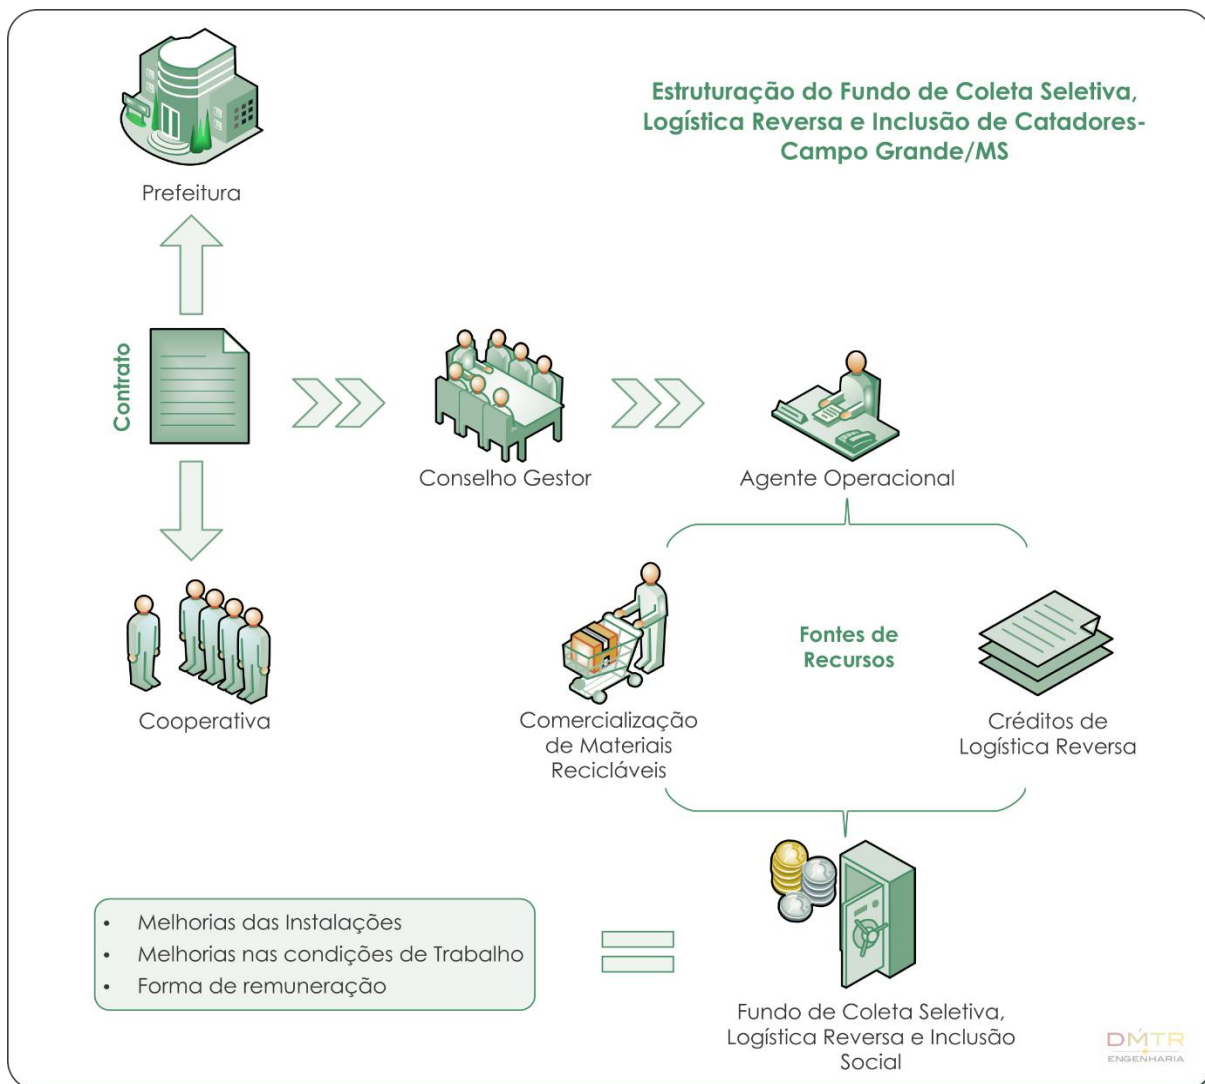 Estruturação do Fundo de Coleta Seletiva,
Logística Reversa e Inclusão de Catadores-
Campo Grande/MS
Prefeitura
Contrato
Conselho Gestor
Agente Operacional
Cooperativa
Fontes de
Recursos
Comercialização
de Materiais
Recicláveis
Créditos de
Logística Reversa
• Melhorias das Instalações
• Melhorias nas condições de Trabalho
• Forma de remuneração
Fundo de Coleta Seletiva,
Logística Reversa e Inclusão
Social
DMTR
ENGENHARIA